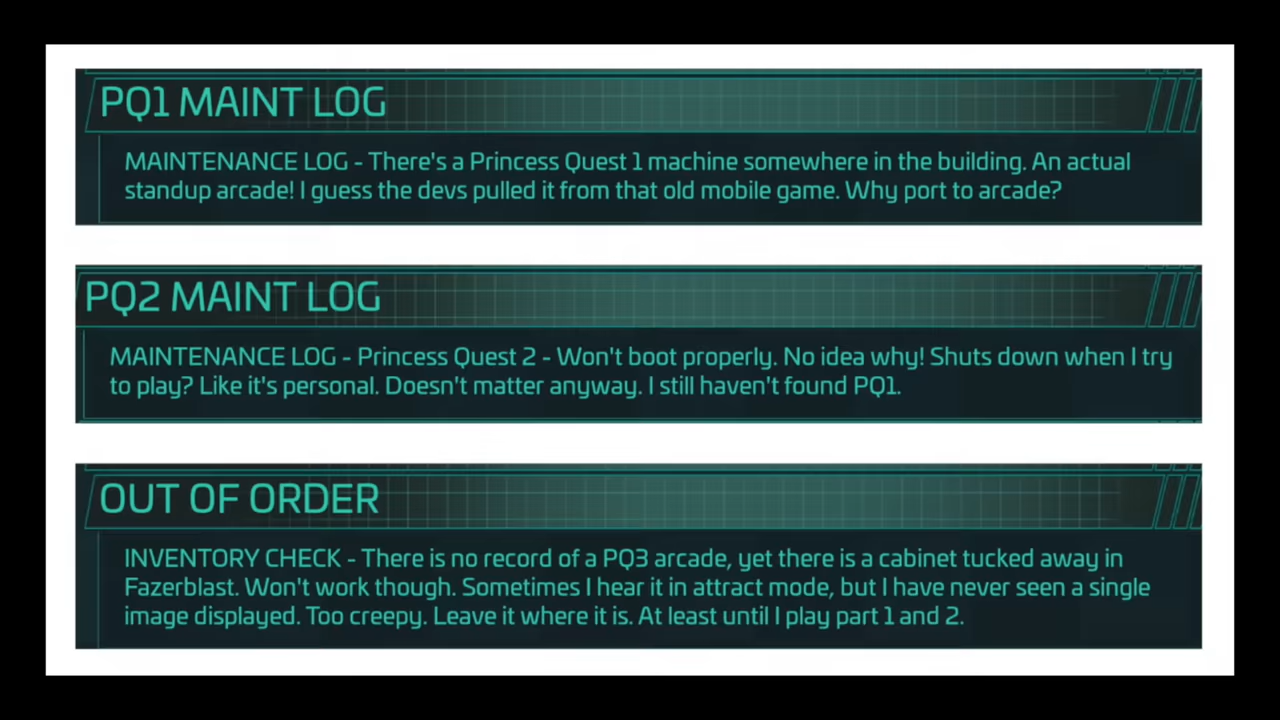 PQ1 MAINT LOG
MAINTENANCE LOG - There's a Princess Quest 1 machine somewhere in the building. An actual
standup arcade! I guess the devs pulled it from that old mobile game. Why port to arcade?
PQ2 MAINT LOG
MAINTENANCE LOG - Princess Quest 2 - Won't boot properly. No idea why! Shuts down when I try
to play? Like it's personal. Doesn't matter anyway. I still haven't found PQ1.
OUT OF ORDER
INVENTORY CHECK - There is no record of a PQ3 arcade, yet there is a cabinet tucked away in
Fazerblast. Won't work though. Sometimes I hear it in attract mode, but I have never seen a single
image displayed. Too creepy. Leave it where it is. At least until I play part 1 and 2.